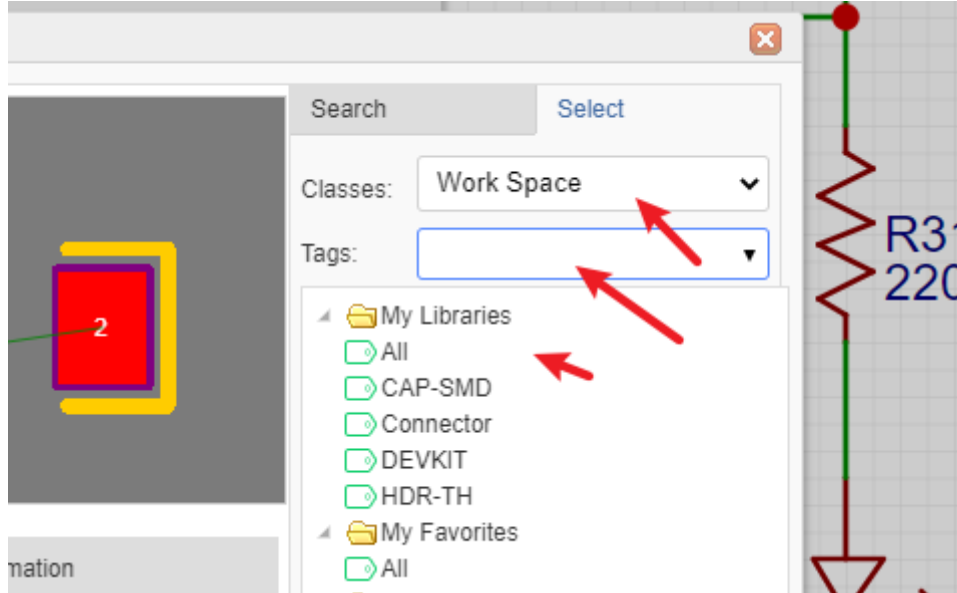 Search
Select
Classes:
Work Space
Tags:
My Libraries
All
CAP-SMD
Connector
DEVKIT
HDR-TH
My Favorites
All
2
mation
R31
220